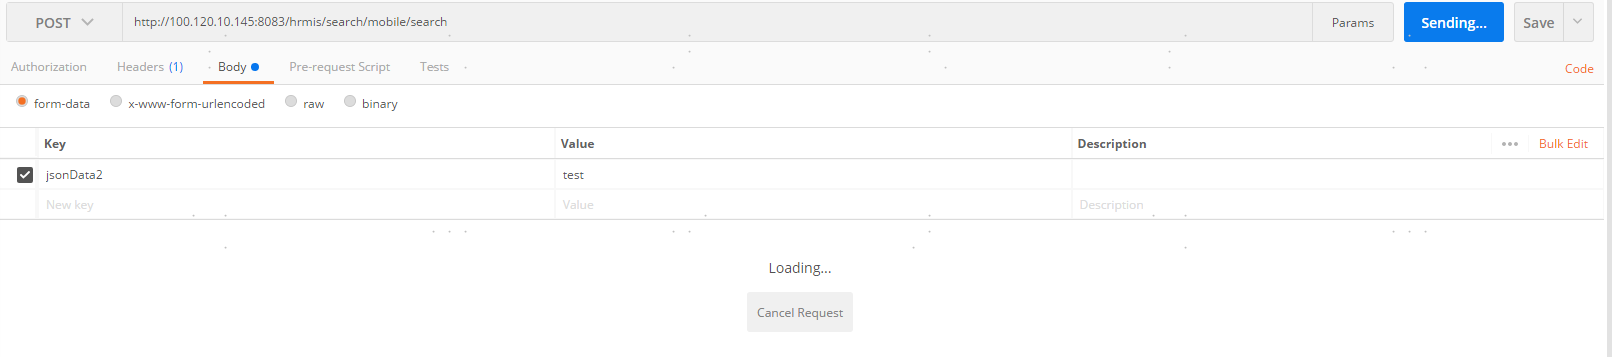 POST http://100.120.10.145:8083/hrmis/search/mobile/search Params Sending... Save
Authorization Headers (1) Body Pre-request Script Tests Code
form-data x-www-form-urlencoded raw binary
Key Value Description ••• Bulk Edit
jsonData2 test
New key Value Description
Loading...
Cancel Request